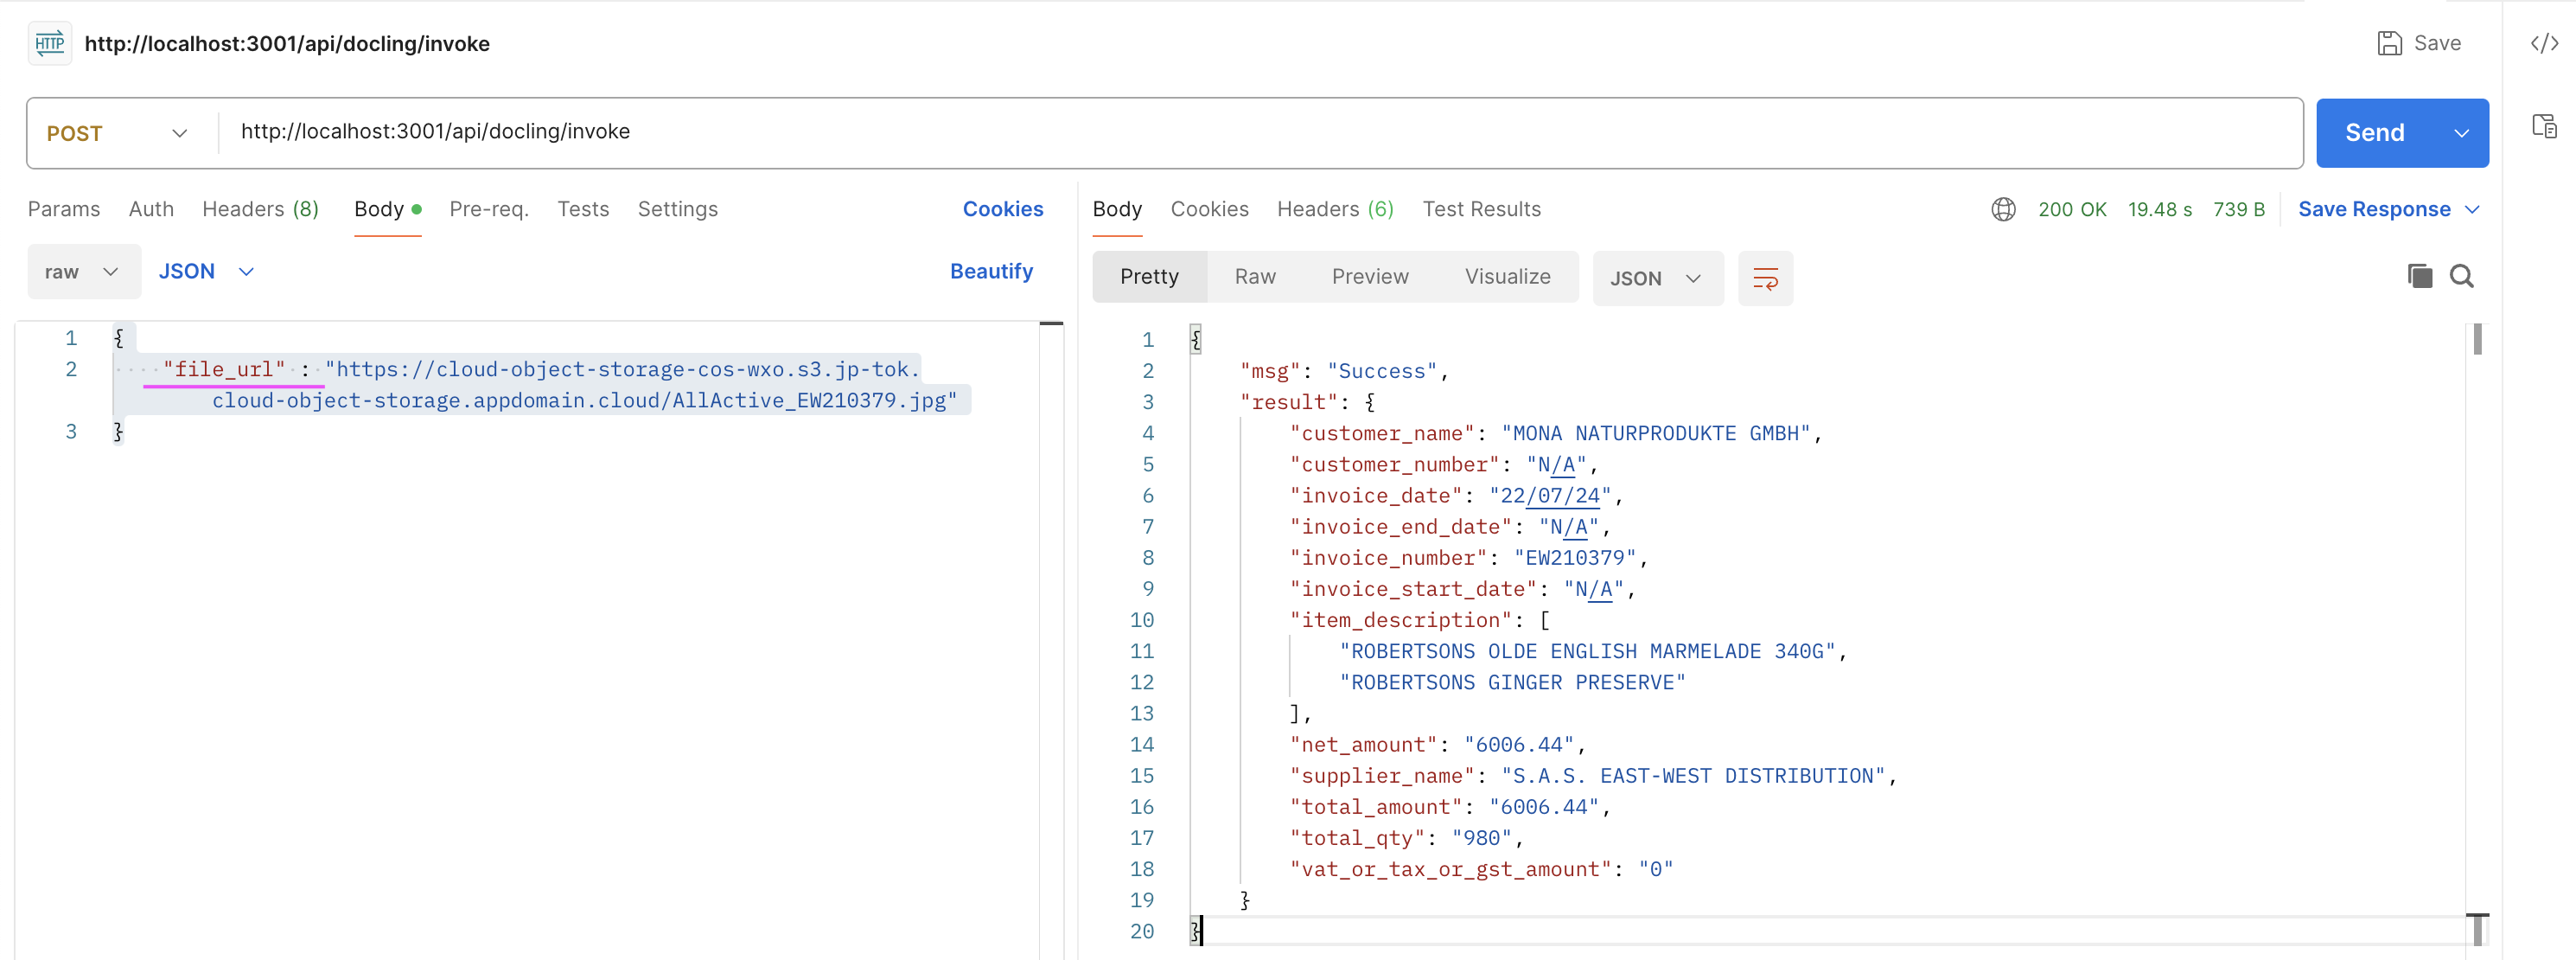 HTTP http://localhost:3001/api/docling/invoke
Save
POST
http://localhost:3001/api/docling/invoke
Send
Params Auth Headers (8) Body Pre-req. Tests Settings
Cookies
raw JSON
Beautify
1 {
2 "file_url" : "https://cloud-object-storage-cos-wxo.s3.jp-tok.
cloud-object-storage.appdomain.cloud/AllActive_EW210379.jpg"
3 }
Body Cookies Headers (6) Test Results
200 OK 19.48 s 739 B
Save Response
Pretty Raw Preview Visualize JSON
1 {
2 "msg": "Success",
3 "result": {
4 "customer_name": "MONA NATURPRODUKTE GMBH",
5 "customer_number": "N/A",
6 "invoice_date": "22/07/24",
7 "invoice_end_date": "N/A",
8 "invoice_number": "EW210379",
9 "invoice_start_date": "N/A",
10 "item_description": [
11 "ROBERTSONS OLDE ENGLISH MARMELADE 340G",
12 "ROBERTSONS GINGER PRESERVE"
13 ],
14 "net_amount": "6006.44",
15 "supplier_name": "S.A.S. EAST-WEST DISTRIBUTION",
16 "total_amount": "6006.44",
17 "total_qty": "980",
18 "vat_or_tax_or_gst_amount": "0"
19 }
20 }